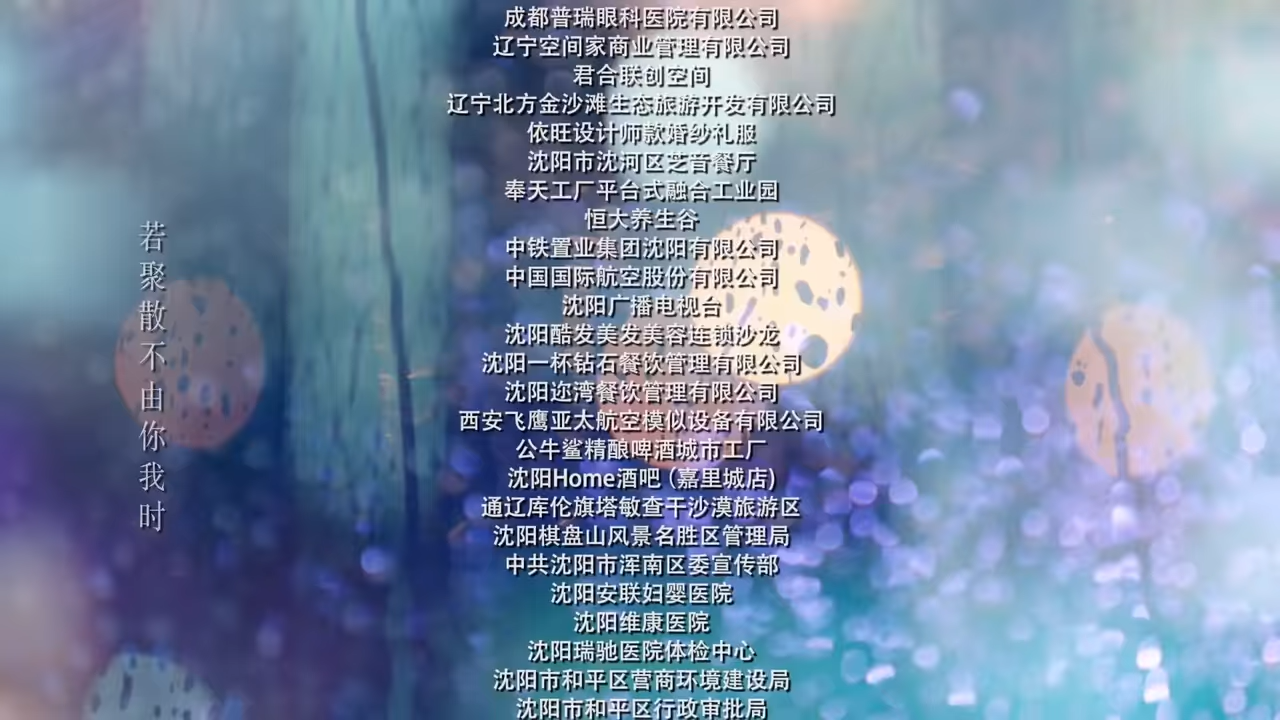 成都普瑞眼科医院有限公司
辽宁空间家商业管理有限公司
君合联创空间
辽宁北方金沙滩生态旅游开发有限公司
依旺设计师款婚纱礼服
沈阳市沈河区芝音餐厅
奉天工厂平台式融合工业园
恒大养生谷
中铁置业集团沈阳有限公司
中国国际航空股份有限公司
沈阳广播电视台
沈阳酷发美发美容连锁沙龙
沈阳一杯钻石餐饮管理有限公司
沈阳迩湾餐饮管理有限公司
西安飞鹰亚太航空模似设备有限公司
公牛鲨精酿啤酒城市工厂
沈阳Home酒吧（嘉里城店)
通辽库伦旗塔敏查干沙漠旅游区
沈阳棋盘山风景名胜区管理局
中共沈阳市浑南区委宣传部
沈阳安联妇婴医院
沈阳维康医院
沈阳瑞驰医院体检中心
沈阳市和平区营商环境建设局
沈阳市和平区行政审批局
若聚散不由你我时